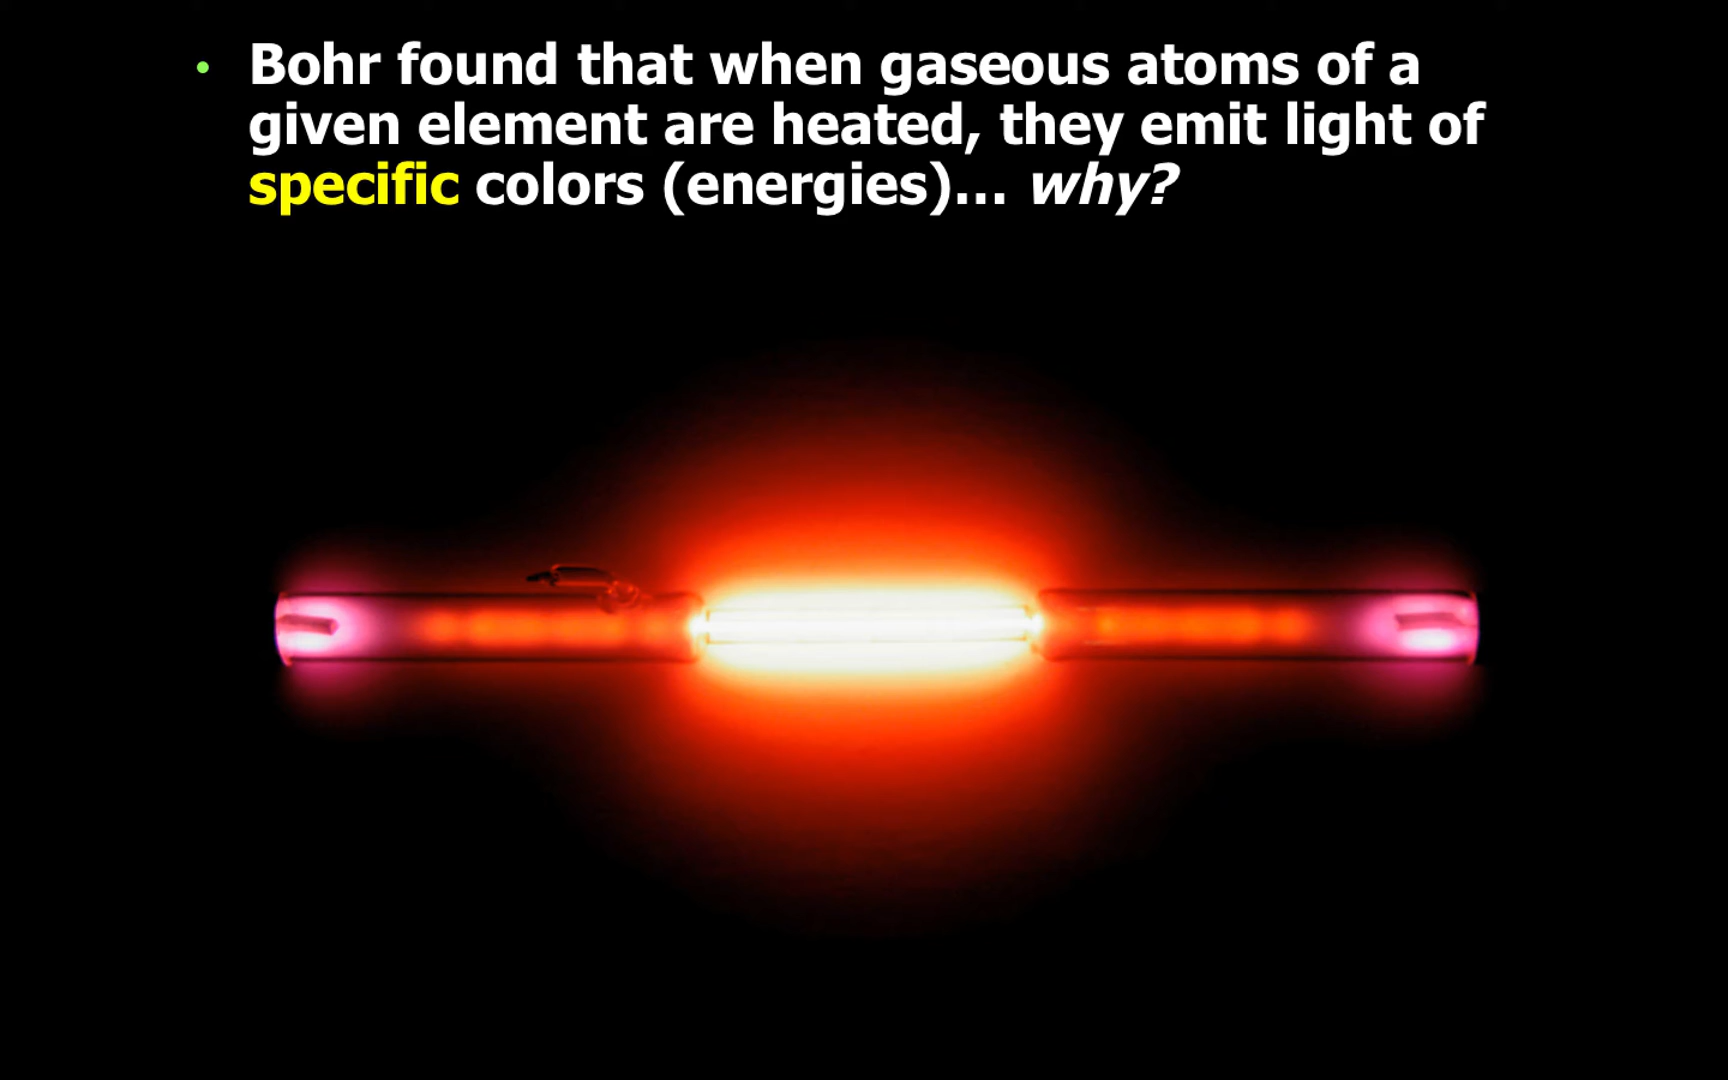 • Bohr found that when gaseous atoms of a
given element are heated, they emit light of
specific colors (energies)… why?